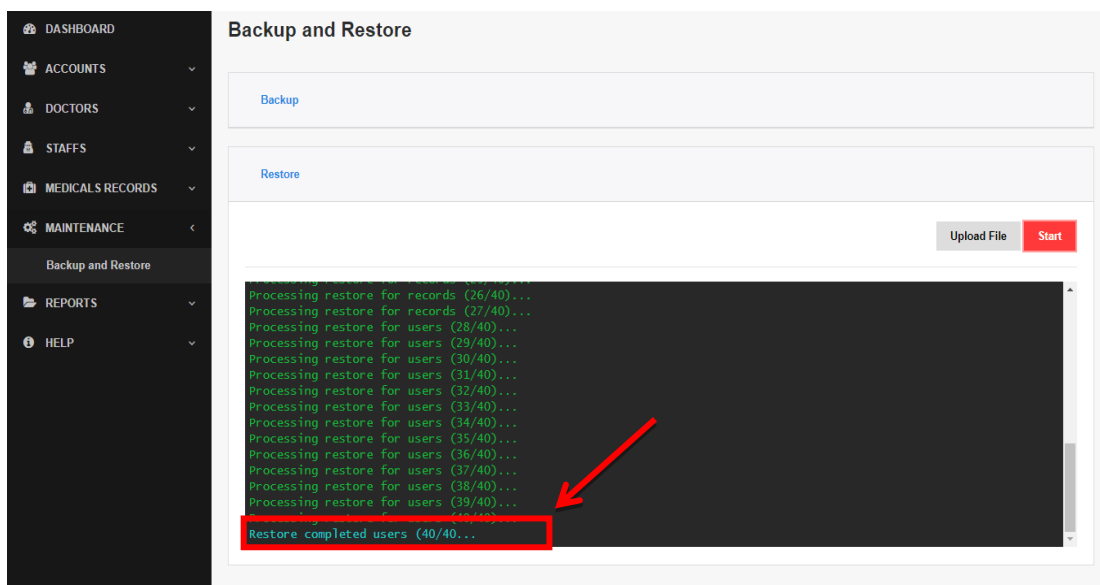 DASHBOARD
ACCOUNTS
DOCTORS
STAFFS
MEDICALS RECORDS
MAINTENANCE
Backup and Restore
REPORTS
HELP
Backup and Restore
Backup
Restore
Upload File
Start
Processing restore for records (26/40)...
Processing restore for records (27/40)...
Processing restore for users (28/40)...
Processing restore for users (29/40)...
Processing restore for users (30/40)...
Processing restore for users (31/40)...
Processing restore for users (32/40)...
Processing restore for users (33/40)...
Processing restore for users (34/40)...
Processing restore for users (35/40)...
Processing restore for users (36/40)...
Processing restore for users (37/40)...
Processing restore for users (38/40)...
Processing restore for users (39/40)...
Restore completed users (40/40...